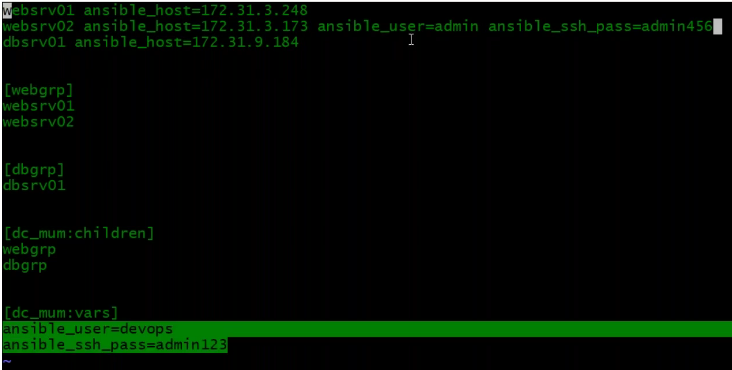 websrv01 ansible_host=172.31.3.248
websrv02 ansible_host=172.31.3.173 ansible_user=admin ansible_ssh_pass=admin456
dbsrv01 ansible_host=172.31.9.184
[webgrp]
websrv01
websrv02
[dbgrp]
dbsrv01
[dc_mum:children]
webgrp
dbgrp
[dc_mum:vars]
ansible_user=devops
ansible_ssh_pass=admin123
~